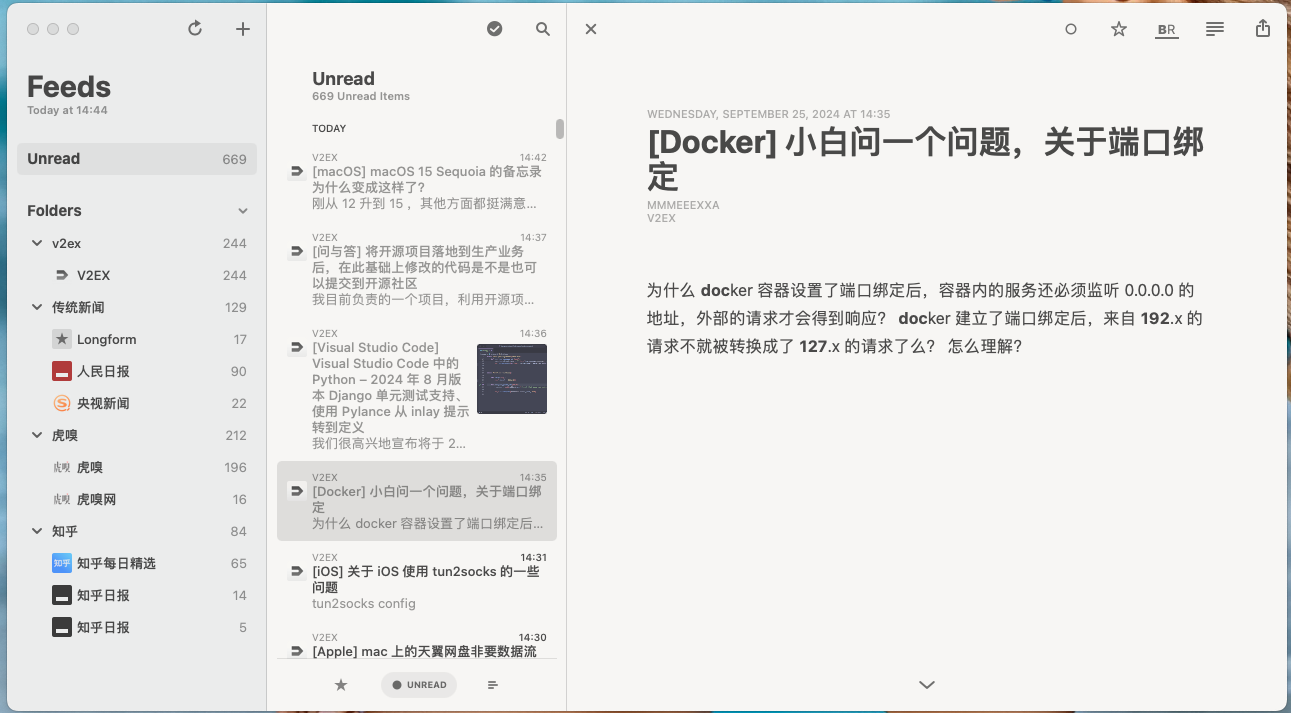 Feeds
Today at 14:44
Unread 669
Folders
v2ex 244
V2EX 244
传统新闻 129
Longform 17
人民日报 90
央视新闻 22
虎嗅 212
虎嗅 虎嗅 196
虎嗅 虎嗅网 16
知乎 84
知乎 知乎每日精选 65
知乎日报 14
知乎日报 5
Unread
669 Unread Items
TODAY
V2EX 14:42
[macOS] macOS 15 Sequoia 的备忘录
为什么变成这样了?
刚从 12 升到 15 ，其他方面都挺满意...
V2EX 14:37
[问与答] 将开源项目落地到生产业务
后，在此基础上修改的代码是不是也可
以提交到开源社区
我目前负责的一个项目，利用开源项...
V2EX 14:36
[Visual Studio Code]
Visual Studio Code 中的
Python – 2024 年 8 月版
本 Django 单元测试支持、
使用 Pylance 从 inlay 提示
转到定义
我们很高兴地宣布将于 2...
V2EX 14:35
[Docker] 小白问一个问题，关于端口绑
定
为什么 docker 容器设置了端口绑定后...
V2EX 14:31
[iOS] 关于 iOS 使用 tun2socks 的一些
问题
tun2socks config
V2EX 14:30
[Apple] mac 上的天翼网盘非要数据流
UNREAD
BR
WEDNESDAY, SEPTEMBER 25, 2024 AT 14:35
[Docker] 小白问一个问题，关于端口绑
定
MMMEEEXXA
V2EX
为什么 docker 容器设置了端口绑定后，容器内的服务还必须监听 0.0.0.0 的
地址，外部的请求才会得到响应？ docker 建立了端口绑定后，来自 192.x 的
请求不就被转换成了 127.x 的请求了么？ 怎么理解？